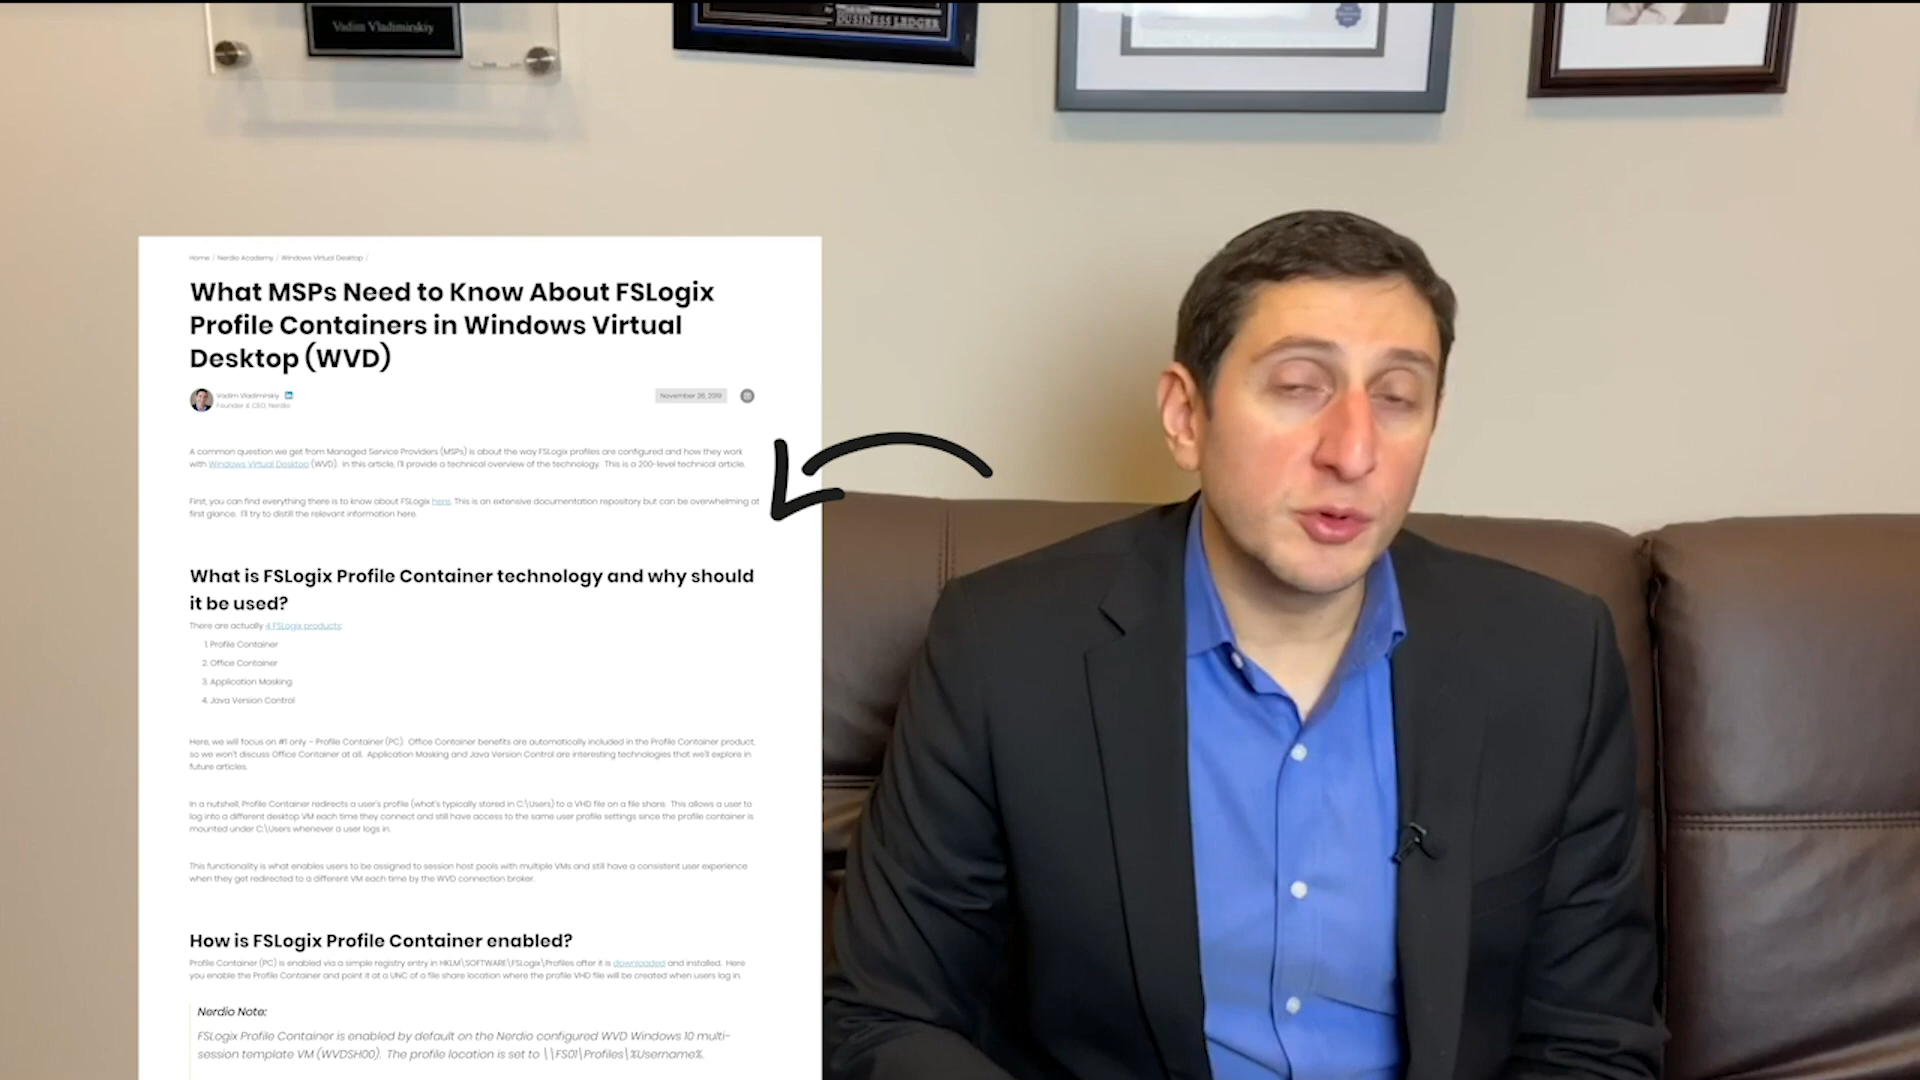 Vadim Vladimirskiy
BUSINESS LEDGER
Home / Nerdio Academy / Windows Virtual Desktop /
What MSPs Need to Know About FSLogix
Profile Containers in Windows Virtual
Desktop (WVD)
Vadim Vladimirskiy
Founder & CEO, Nerdio
November 26, 2019
A common question we get from Managed Service Providers (MSPs) is about the way FSLogix profiles are configured and how they work
with Windows Virtual Desktop (WVD). In this article, I'll provide a technical overview of the technology. This is a 200-level technical article.
First, you can find everything there is to know about FSLogix here. This is an extensive documentation repository but can be overwhelming at
first glance. I'll try to distill the relevant information here.
What is FSLogix Profile Container technology and why should
it be used?
There are actually 4 FSLogix products:
1. Profile Container
2. Office Container
3. Application Masking
4. Java Version Control
Here, we will focus on #1 only – Profile Container (PC). Office Container benefits are automatically included in the Profile Container product,
so we won't discuss Office Container at all. Application Masking and Java Version Control are interesting technologies that we'll explore in
future articles.
In a nutshell, Profile Container redirects a user's profile (what's typically stored in C:\Users) to a VHD file on a file share. This allows a user to
log into a different desktop VM each time they connect and still have access to the same user profile settings since the profile container is
mounted under C:\Users whenever a user logs in.
This functionality is what enables users to be assigned to session host pools with multiple VMs and still have a consistent user experience
when they get redirected to a different VM each time by the WVD connection broker.
How is FSLogix Profile Container enabled?
Profile Container (PC) is enabled via a simple registry entry in HKLM\SOFTWARE\FSLogix\Profiles after it is downloaded and installed. Here
you enable the Profile Container and point it at a UNC of a file share location where the profile VHD file will be created when users log in.
Nerdio Note:
FSLogix Profile Container is enabled by default on the Nerdio configured WVD Windows 10 multi-
session template VM (WVDSH00). The profile location is set to \\FS01\Profiles\%Username%.